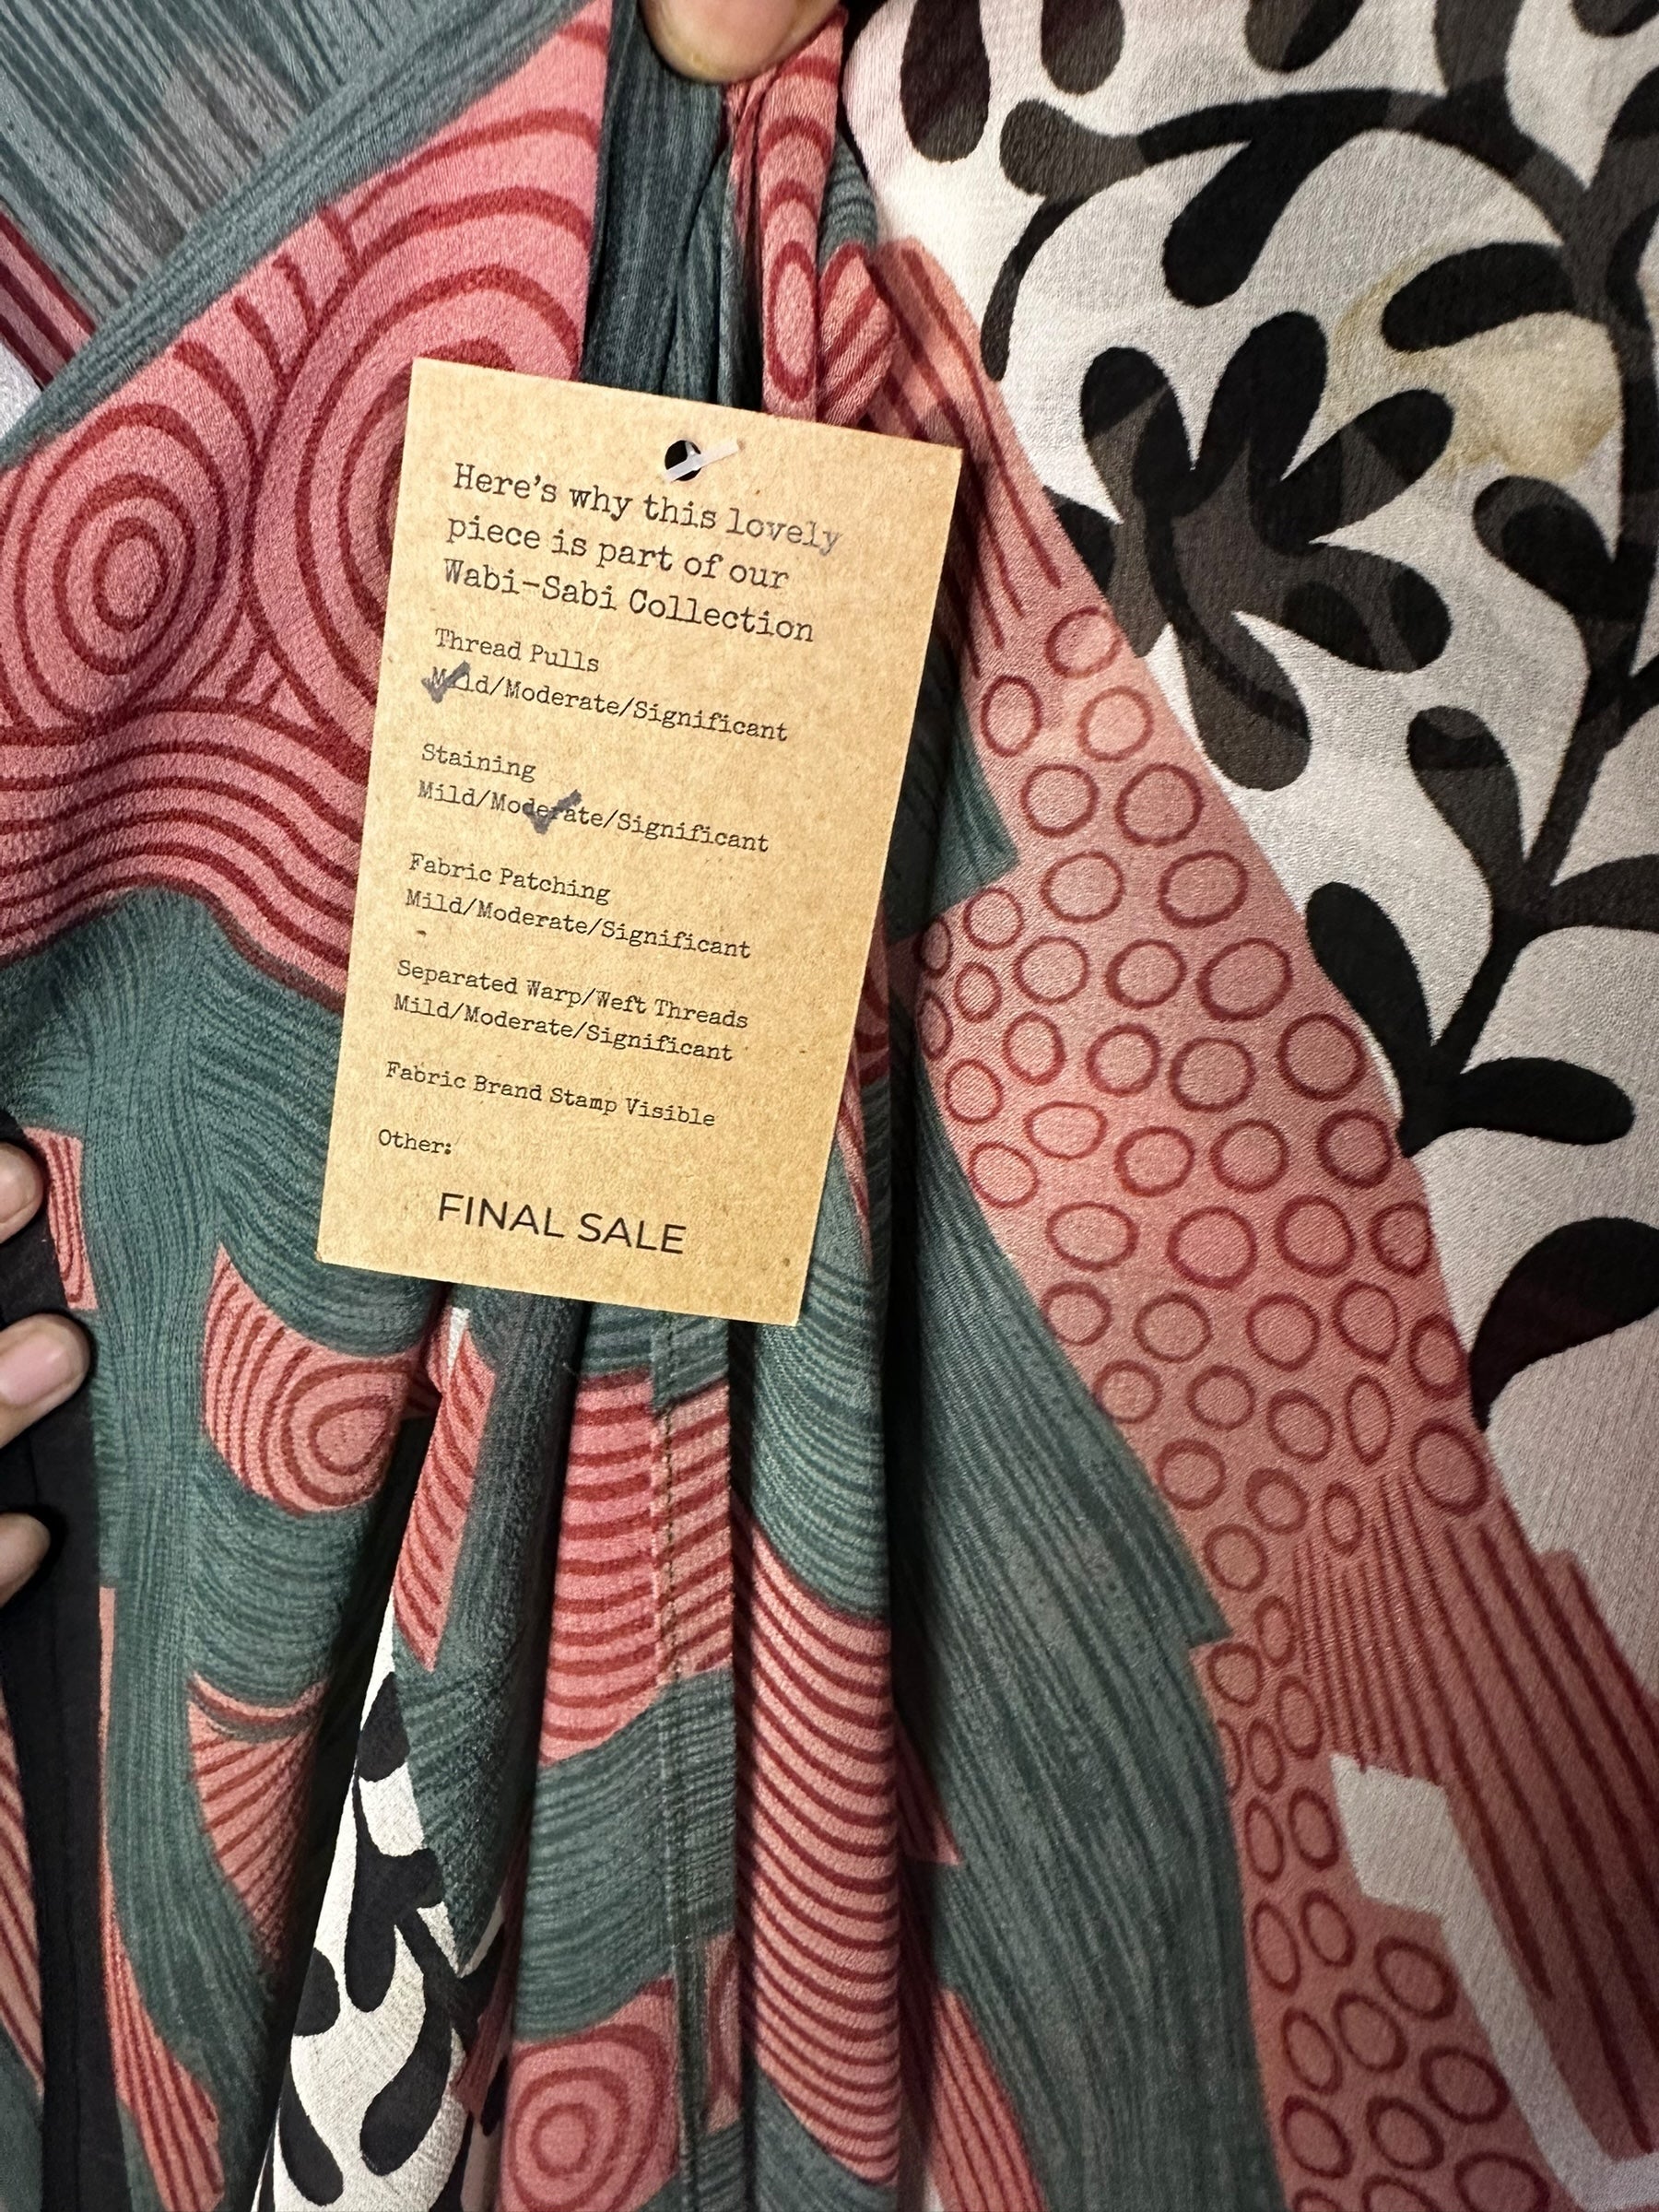 Here's why this lovely
piece is part of our
Wabi-Sabi Collection
Thread Pulls
Mild/Moderate/Significant
Staining
Mild/Moderate/Significant
Fabric Patching
Mild/Moderate/Significant
Separated Warp/Weft Threads
Mild/Moderate/Significant
Fabric Brand Stamp Visible
Other:
FINAL SALE